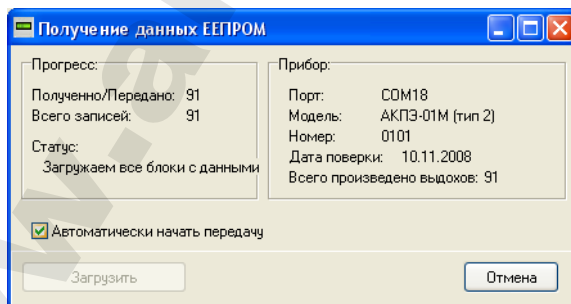 Получение данных ЕЕПРОМ
Прогресс:
Полученно/Передано: 91
Всего записей: 91
Статус:
Загружаем все блоки с данными
Прибор:
Порт: COM18
Модель: АКПЭ-01М (тип 2)
Номер: 0101
Дата поверки: 10.11.2008
Всего произведено выдохов: 91
Автоматически начать передачу
Загрузить
Отмена